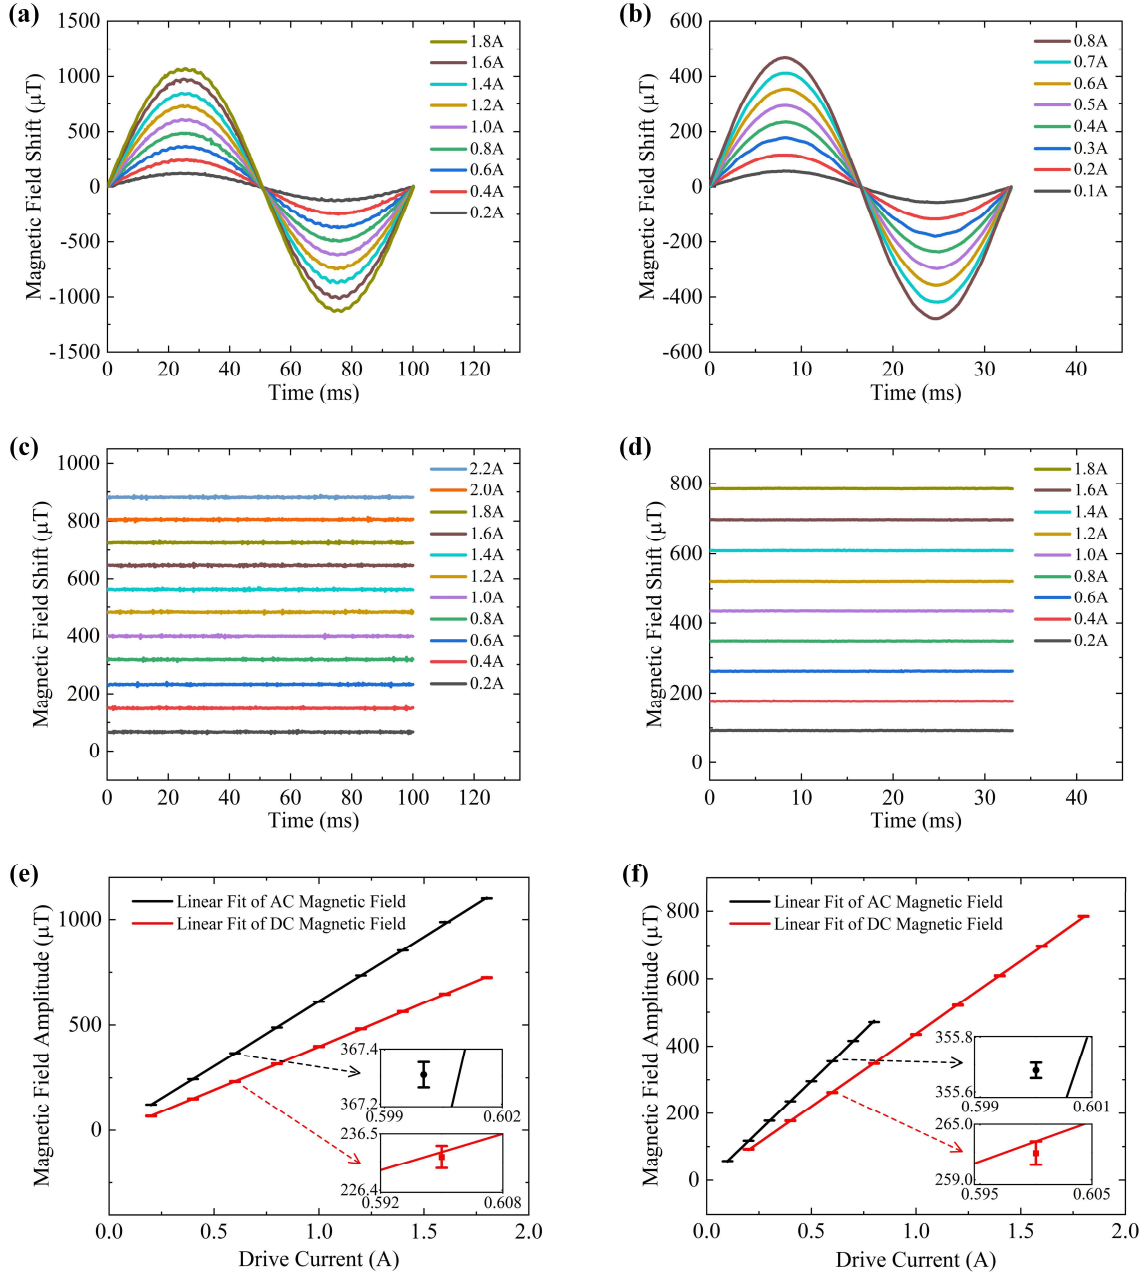 (a)
Magnetic Field Shift (μT)
1500
1000
500
0
-500
-1000
-1500
0 20 40 60 80 100 120
Time (ms)
1.8A
1.6A
1.4A
1.2A
1.0A
0.8A
0.6A
0.4A
0.2A
(b)
Magnetic Field Shift (μT)
600
400
200
0
-200
-400
-600
0 10 20 30 40
Time (ms)
0.8A
0.7A
0.6A
0.5A
0.4A
0.3A
0.2A
0.1A
(c)
Magnetic Field Shift (μT)
1000
800
600
400
200
0
0 20 40 60 80 100 120
Time (ms)
2.2A
2.0A
1.8A
1.6A
1.4A
1.2A
1.0A
0.8A
0.6A
0.4A
0.2A
(d)
Magnetic Field Shift (μT)
800
600
400
200
0
0 10 20 30 40
Time (ms)
1.8A
1.6A
1.4A
1.2A
1.0A
0.8A
0.6A
0.4A
0.2A
(e)
Magnetic Field Amplitude (μT)
1000
500
0
0.0 0.5 1.0 1.5 2.0
Drive Current (A)
Linear Fit of AC Magnetic Field
Linear Fit of DC Magnetic Field
367.4
367.2
0.599 0.602
236.5
226.4
0.592 0.608
(f)
Magnetic Field Amplitude (μT)
800
600
400
200
0
0.0 0.5 1.0 1.5 2.0
Drive Current (A)
Linear Fit of AC Magnetic Field
Linear Fit of DC Magnetic Field
355.8
355.6
0.599 0.601
265.0
259.0
0.595 0.605